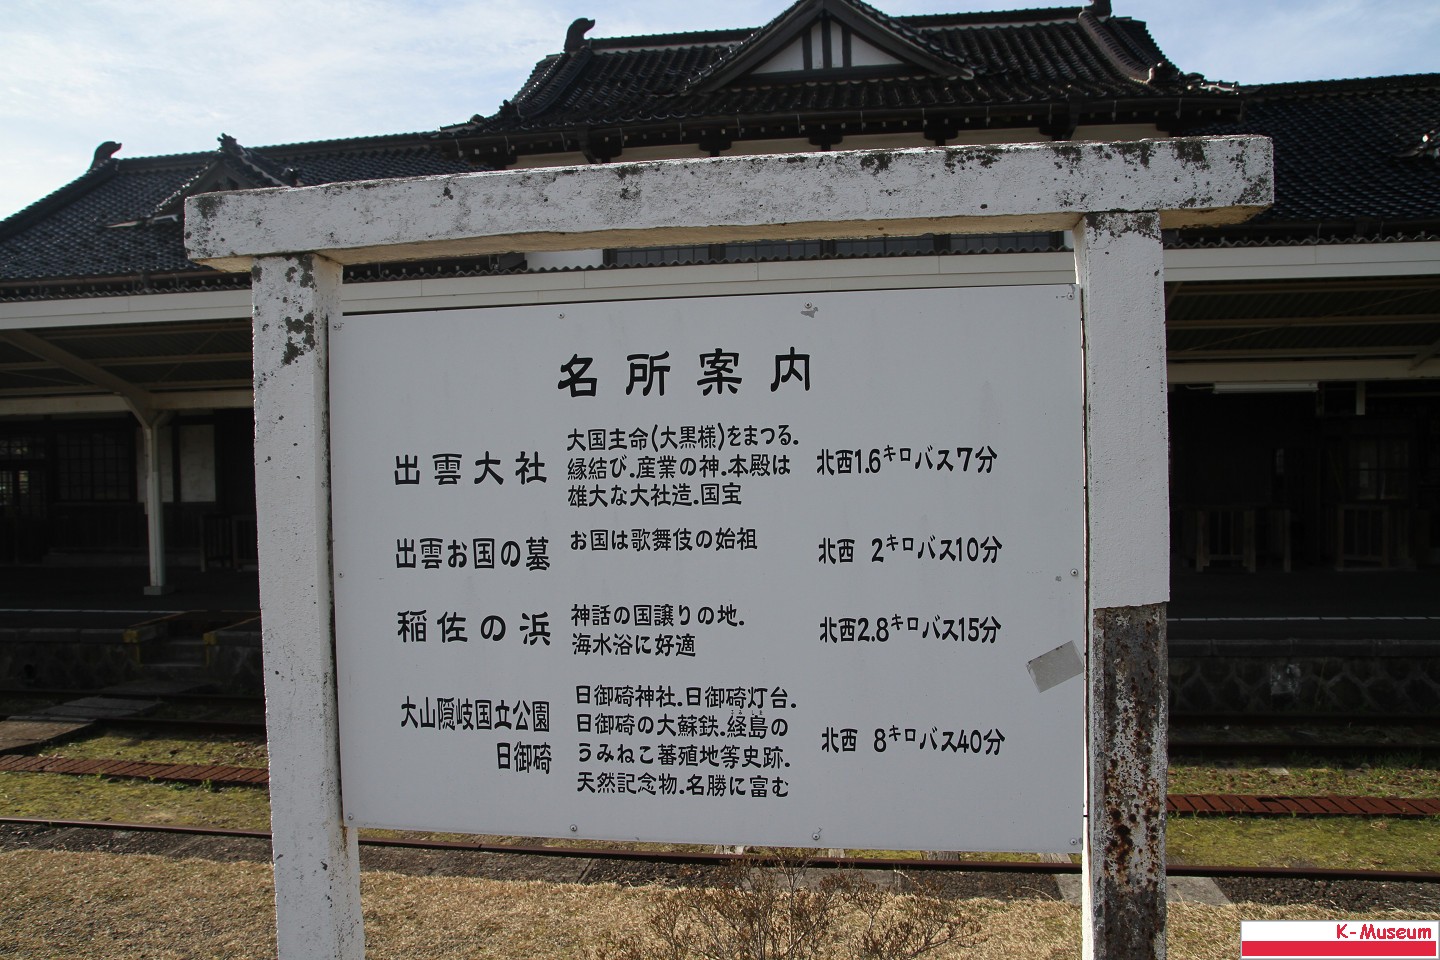 名所案内
出雲大社
大国主命(大黒様)をまつる.
縁結び.産業の神.本殿は
雄大な大社造.国宝
北西1.6キロバス7分
出雲お国の墓
お国は歌舞伎の始祖
北西 2キロバス10分
稲佐の浜
神話の国譲りの地.
海水浴に好適
北西2.8キロバス15分
大山隠岐国立公園
日御碕
日御碕神社.日御碕灯台.
日御碕の大蘇鉄.経島の
うみねこ蕃殖地等史跡.
天然記念物.名勝に富む
北西 8キロバス40分
K-Museum